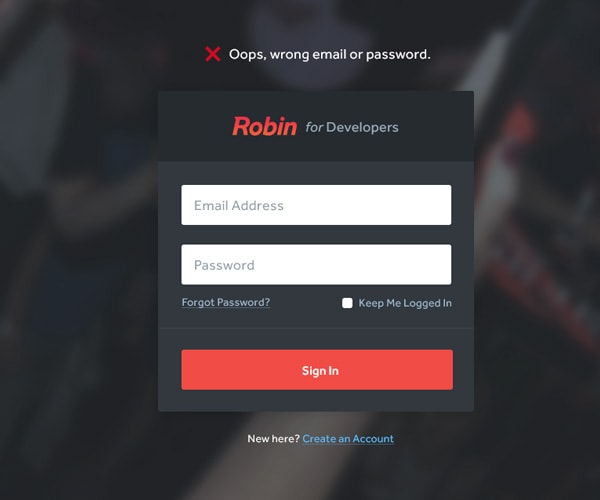 Oops, wrong email or password.
Robin for Developers
Email Address
Password
Forgot Password? Keep Me Logged In
Sign In
New here? Create an Account